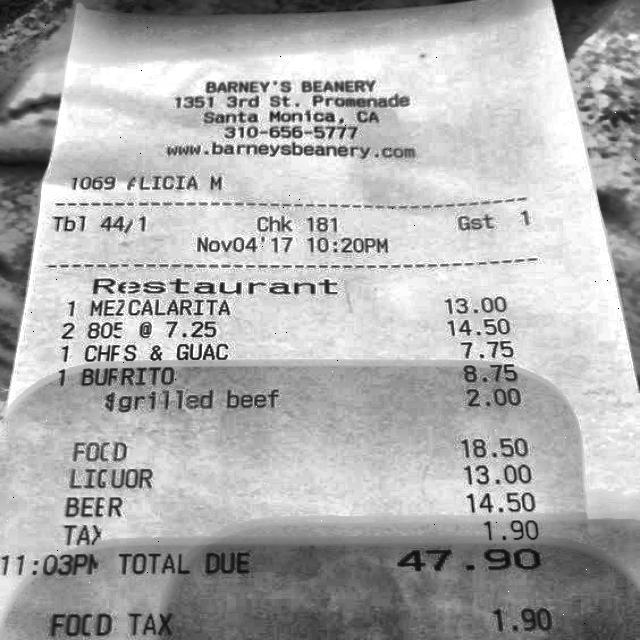 BARNEY'S BEANERY
1351 3rd St. Promenade
Santa Monica, CA
310-656-5777
www.barneysbeanery.com
1069 ALICIA M
Tbl 44/1 Chk 181 Gst 1
Nov04'17 10:20PM
Restaurant
1 MEZCALARITA 13.00
2 805 @ 7.25 14.50
1 CHPS & GUAC 7.75
1 BURRITO 8.75
$grilled beef 2.00
FOOD 18.50
LIQUOR 13.00
BEER 14.50
TAX 1.90
11:03PM TOTAL DUE 47.90
FOOD TAX 1.90